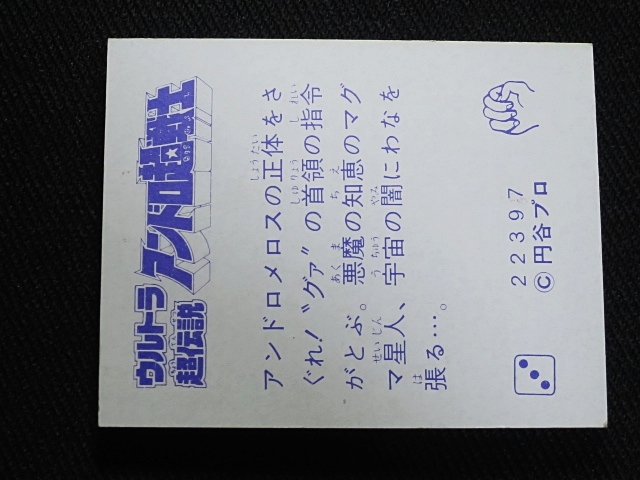 ウルトラ
超伝説
アンドロ超戦士
アンドロメロスの正体をさ
ぐれ!〝グァ〟の首領の指令
がとぶ。悪魔の知恵のマグ
マ星人、宇宙の闇にわなを
張る…。
22397
©円谷プロ